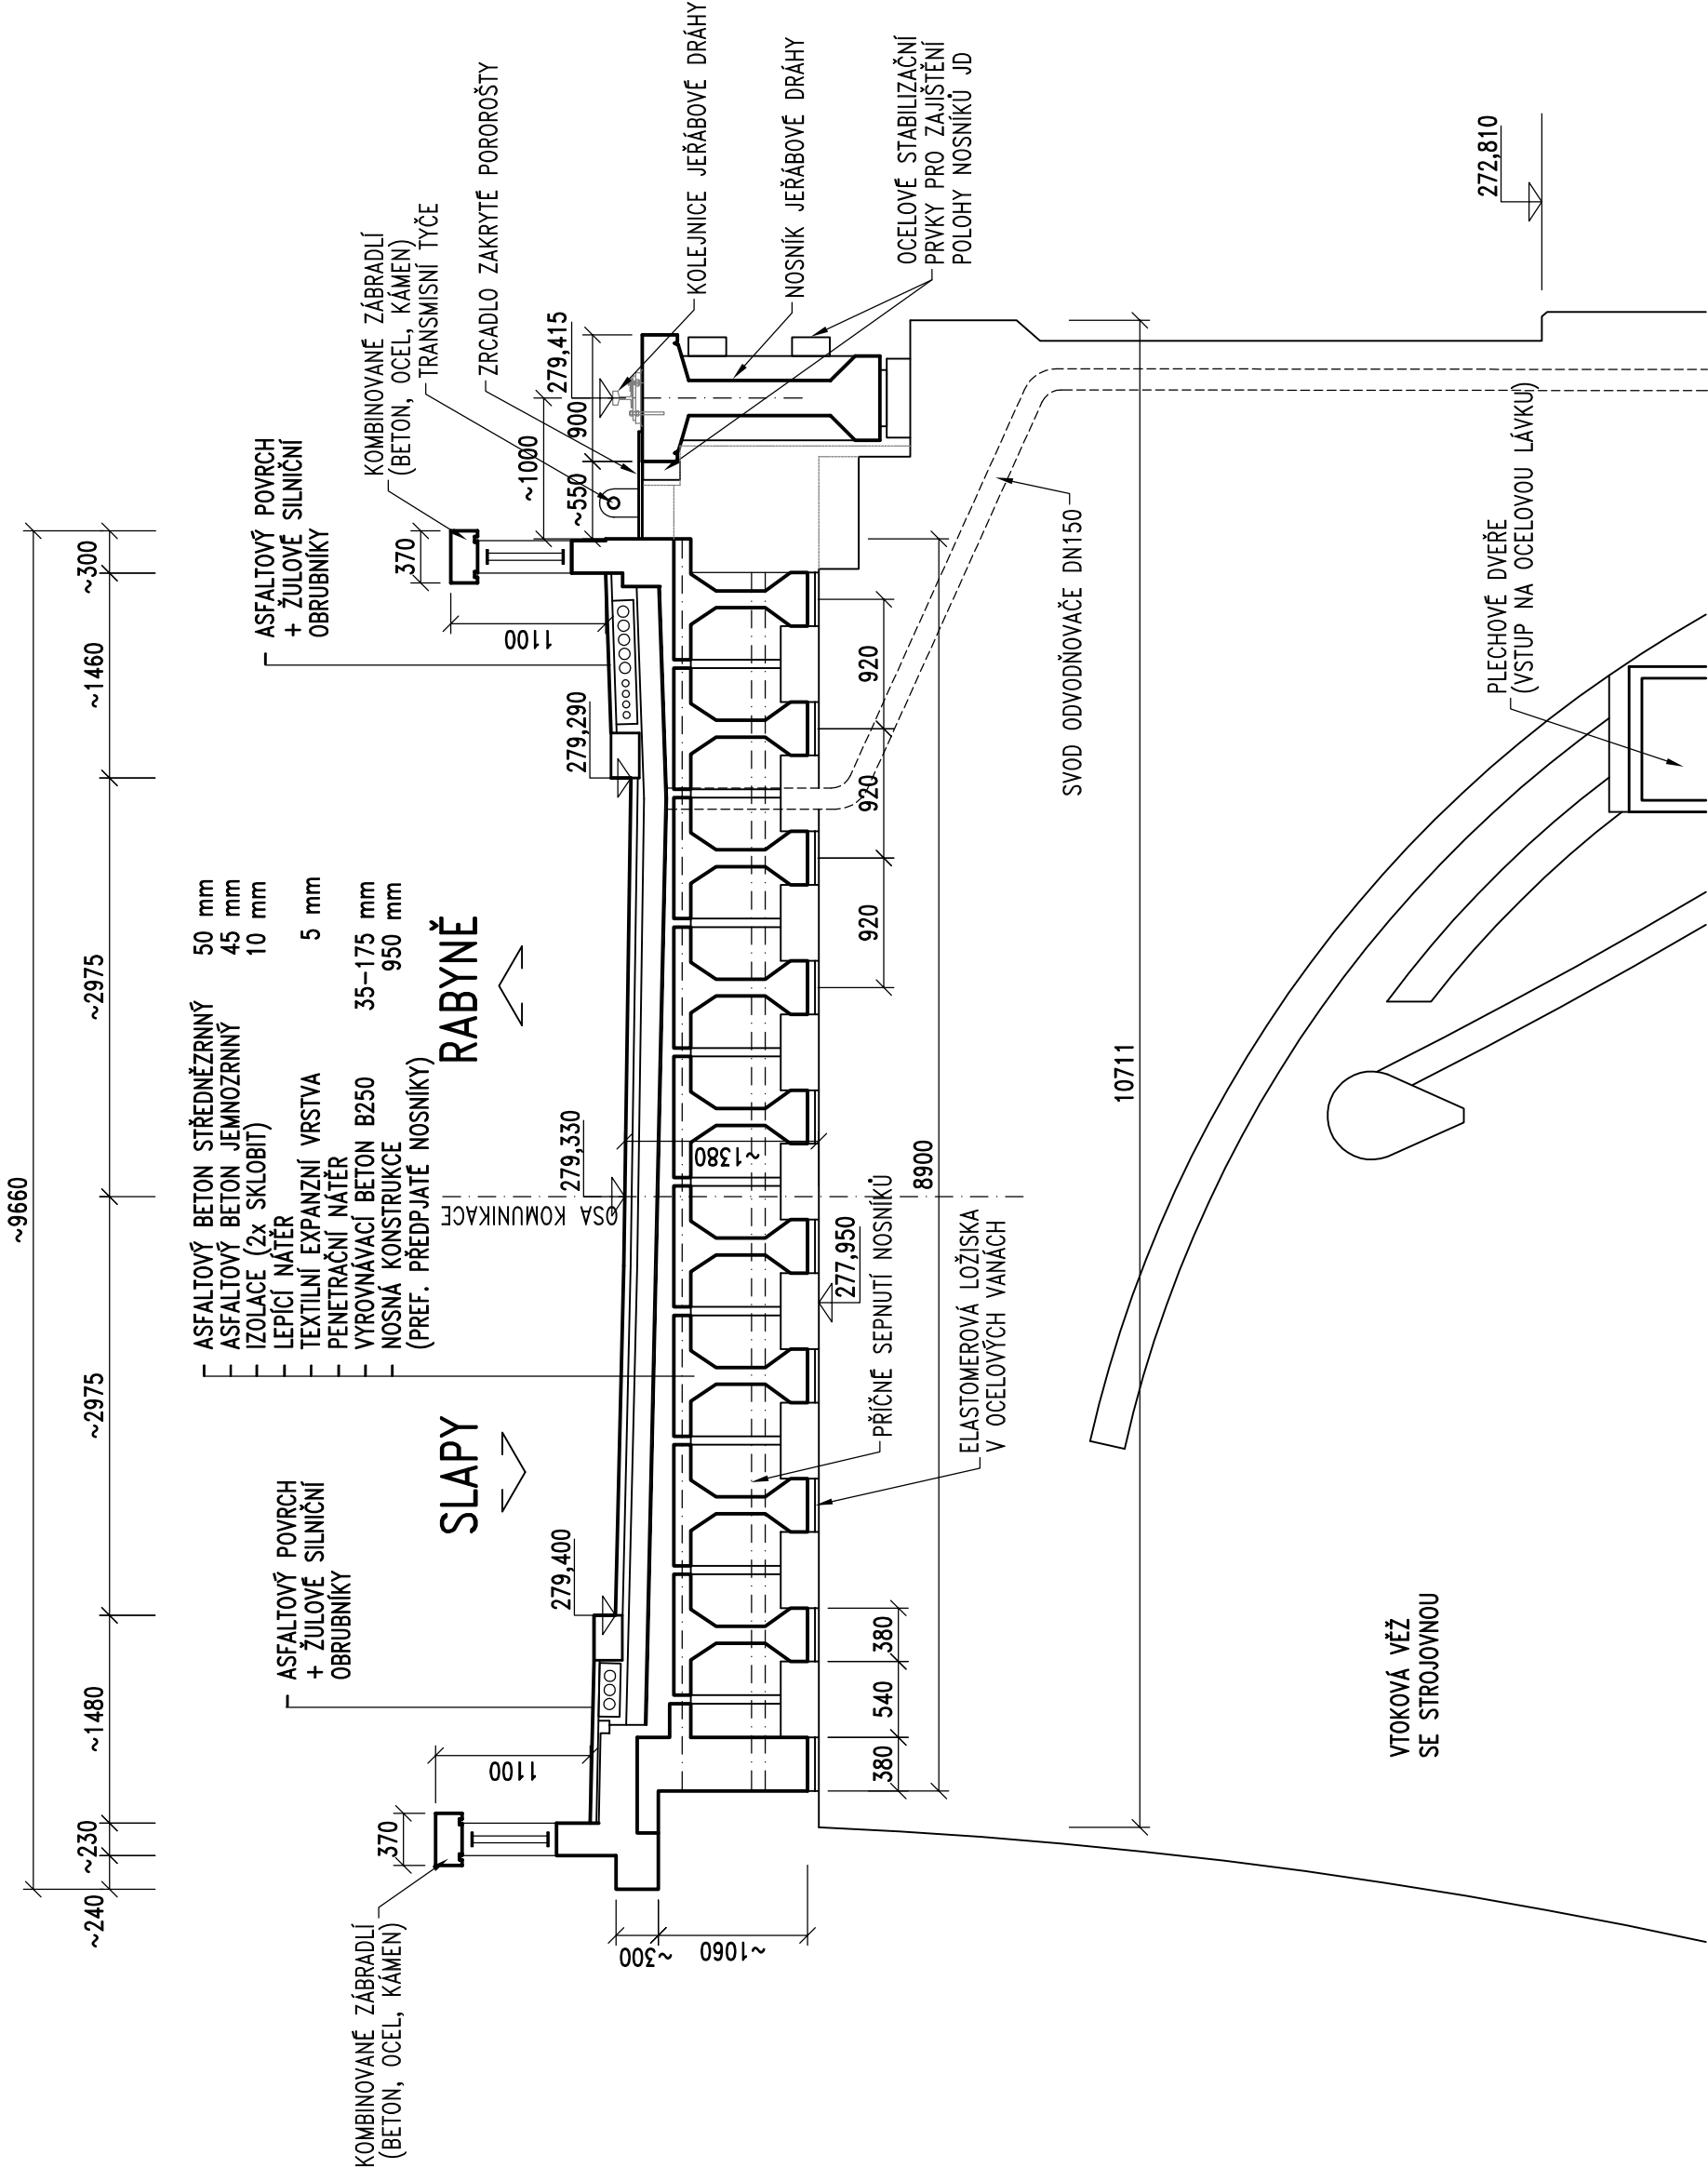 ~9660
~240
~230
~1480
~2975
~2975
~1460
~300
ASFALTOVÝ BETON STŘEDNĚZRNNÝ 50 mm
ASFALTOVÝ BETON JEMNOZRNNÝ 45 mm
IZOLACE (2x SKLOBIT) 10 mm
LEPÍCÍ NÁTĚR
TEXTILNÍ EXPANZNÍ VRSTVA 5 mm
PENETRAČNÍ NÁTĚR
VYROVNÁVACÍ BETON B250 35-175 mm
NOSNÁ KONSTRUKCE 950 mm
(PREF. PŘEDPJATÉ NOSNÍKY)
ASFALTOVÝ POVRCH
+ ŽULOVÉ SILNIČNÍ
OBRUBNÍKY
ASFALTOVÝ POVRCH
+ ŽULOVÉ SILNIČNÍ
OBRUBNÍKY
KOMBINOVANÉ ZÁBRADLÍ
(BETON, OCEL, KÁMEN)
KOMBINOVANÉ ZÁBRADLÍ
(BETON, OCEL, KÁMEN)
TRANSMISNÍ TYČE
ZRCADLO ZAKRYTÉ POROROŠTY
370
370
1100
1100
SLAPY
RABYNĚ
OSA KOMUNIKACE
279,400
279,330
279,290
279,415
~1000
~550
900
KOLEJNICE JEŘÁBOVÉ DRÁHY
NOSNÍK JEŘÁBOVÉ DRÁHY
OCELOVÉ STABILIZAČNÍ
PRVKY PRO ZAJIŠTĚNÍ
POLOHY NOSNÍKŮ JD
~300
~1060
~1380
277,950
380
540
380
920
920
920
PŘÍČNÉ SEPNUTÍ NOSNÍKŮ
8900
ELASTOMEROVÁ LOŽISKA
V OCELOVÝCH VANÁCH
SVOD ODVODŇOVAČE DN150
10711
272,810
PLECHOVÉ DVEŘE
(VSTUP NA OCELOVOU LÁVKU)
VTOKOVÁ VĚŽ
SE STROJOVNOU